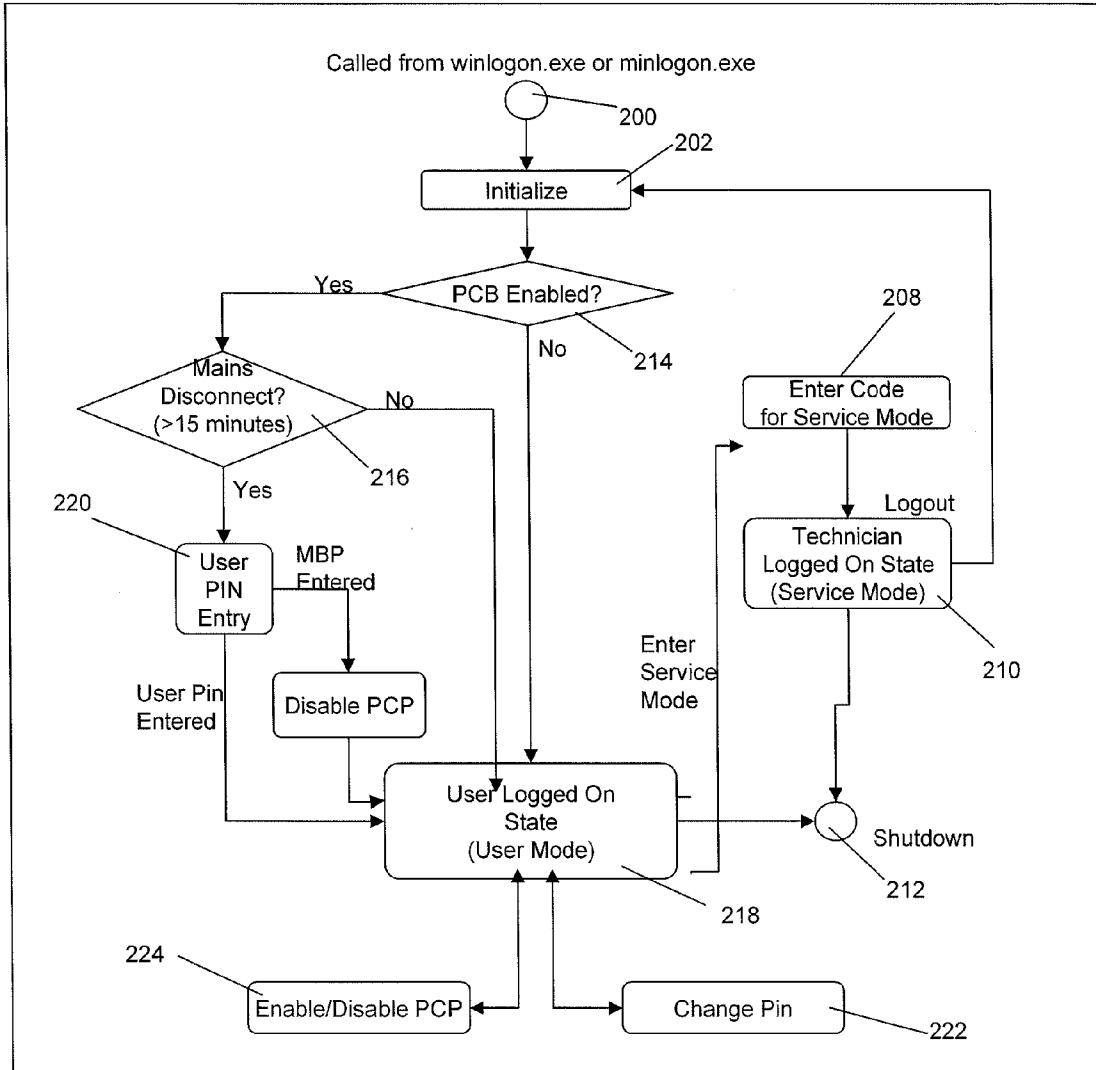 Called from winlogon.exe or minlogon.exe
200
202
Initialize
Yes
PCB Enabled?
208
214
No
Mains
Disconnect?
(>15 minutes)
No
Enter Code
for Service Mode
216
Yes
220
Logout
User
PIN
Entry
MBP
Entered
Technician
Logged On State
(Service Mode)
210
Enter
Service
Mode
User Pin
Entered
Disable PCP
User Logged On
State
(User Mode)
Shutdown
212
218
224
Enable/Disable PCP
Change Pin
222